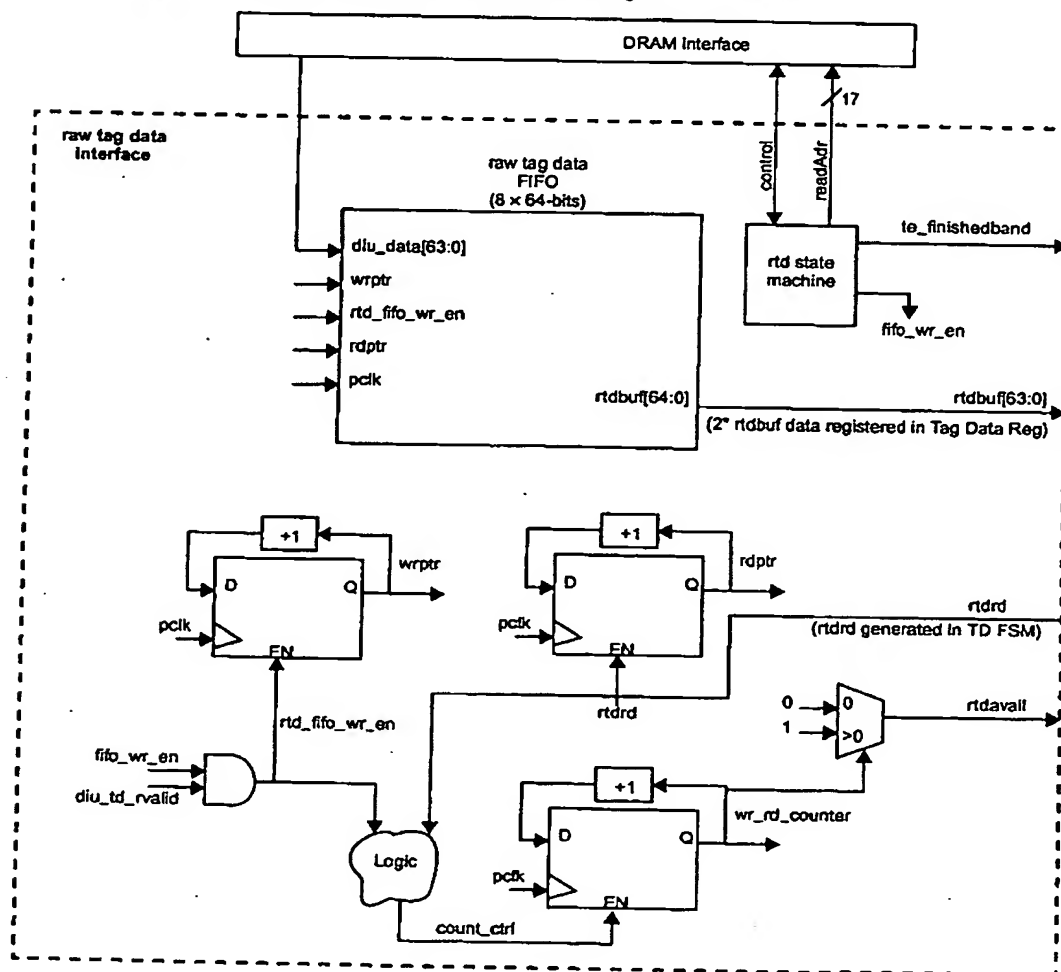 DRAM Interface
17
raw tag data
interface
control
readAdr
raw tag data
FIFO
(8 × 64-bits)
te_finishedband
rtd state
machine
fifo_wr_en
diu_data[63:0]
wrptr
rtd_fifo_wr_en
rdptr
pclk
rtdbuf[64:0]
rtdbuf[63:0]
(2* rtdbuf data registered in Tag Data Reg)
+1
wrptr
D
Q
pclk
EN
+1
rdptr
D
Q
pclk
EN
rtdrd
(rtdrd generated in TD FSM)
rtdrd
rtd_fifo_wr_en
0
0
1
>0
rtdavail
fifo_wr_en
diu_td_rvalid
+1
wr_rd_counter
D
Q
pclk
EN
Logic
count_ctrl